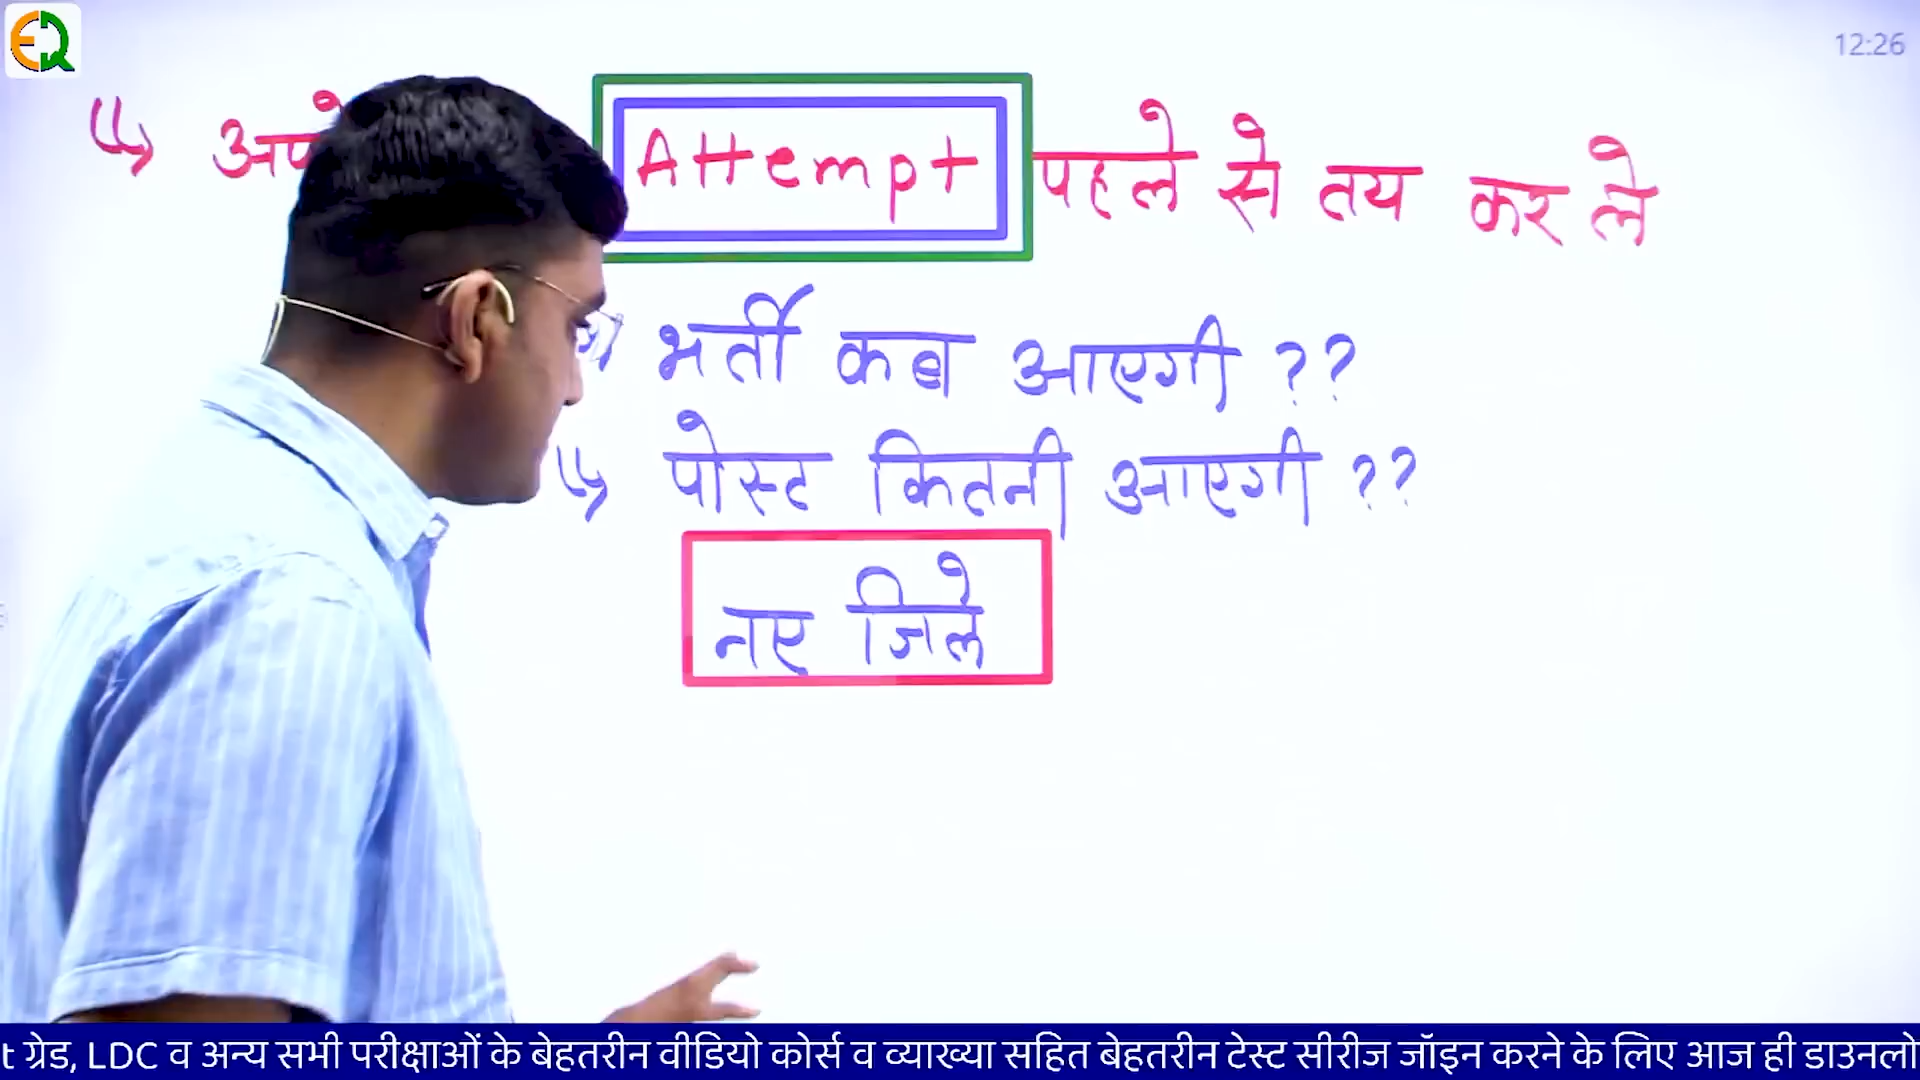 EQ
12:26
Attempt पहले से तय कर ले
भर्ती कब आएगी ??
पोस्ट कितनी आएगी ??
नए जिले
t ग्रेड, LDC व अन्य सभी परीक्षाओं के बेहतरीन वीडियो कोर्स व व्याख्या सहित बेहतरीन टेस्ट सीरीज जॉइन करने के लिए आज ही डाउनलो